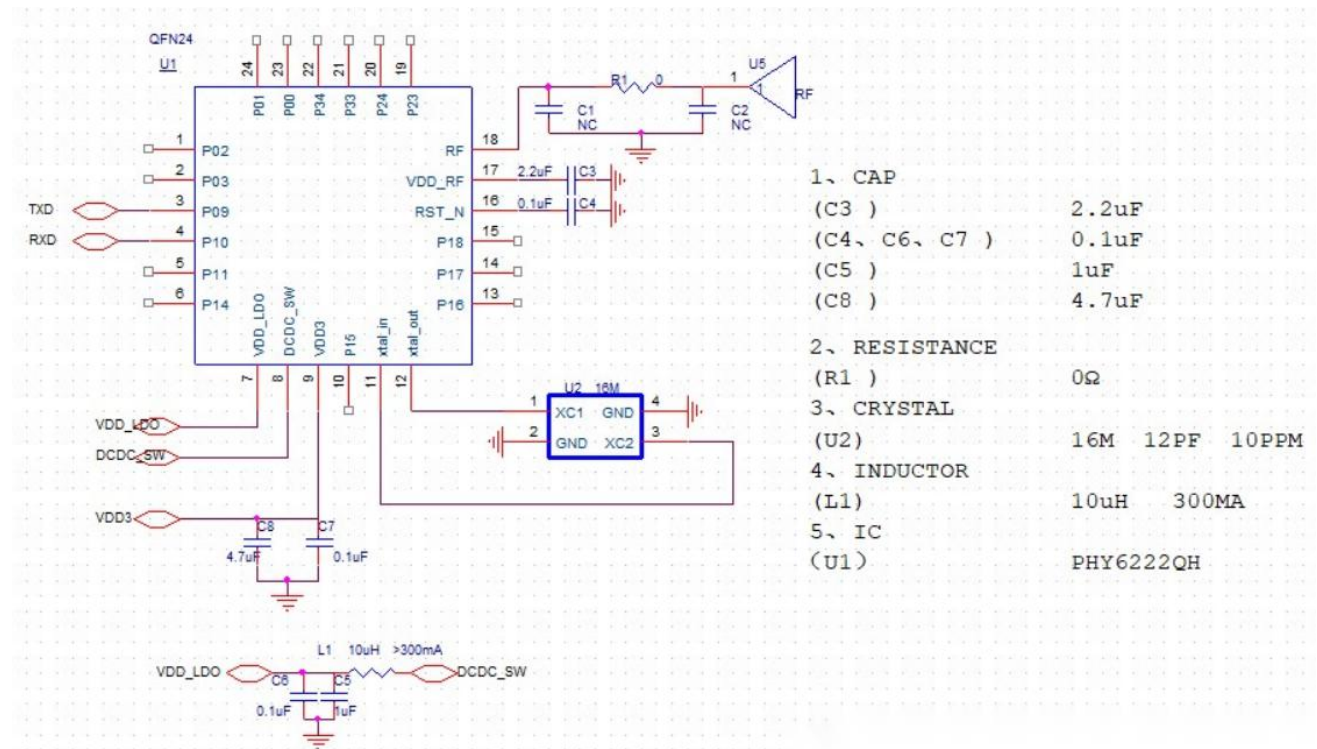 QFN24
U1
24 23 22 21 20 19
P01 P00 P34 P33 P24 P23
R1 0
1
U5
1
RF
C1
NC
C2
NC
1 P02
RF 18
2 P03
VDD_RF 17 2.2uF C3
TXD 3 P09
RST_N 16 0.1uF C4
RXD 4 P10
P18 15
5 P11
P17 14
6 P14
P16 13
VDD_LDO DCDC_SW VDD3 P15 xtal_in xtal_out
7 8 9 10 11 12
U2 16M
1 XC1 GND 4
2 GND XC2 3
VDD_LDO
DCDC_SW
VDD3
C8 C7
4.7uF 0.1uF
L1 10uH >300mA
VDD_LDO DCDC_SW
C6 C5
0.1uF 1uF
1、CAP
(C3 ) 2.2uF
(C4、C6、C7 ) 0.1uF
(C5 ) 1uF
(C8 ) 4.7uF
2、RESISTANCE
(R1 ) 0Ω
3、CRYSTAL
(U2) 16M 12PF 10PPM
4、INDUCTOR
(L1) 10uH 300MA
5、IC
(U1) PHY6222QH